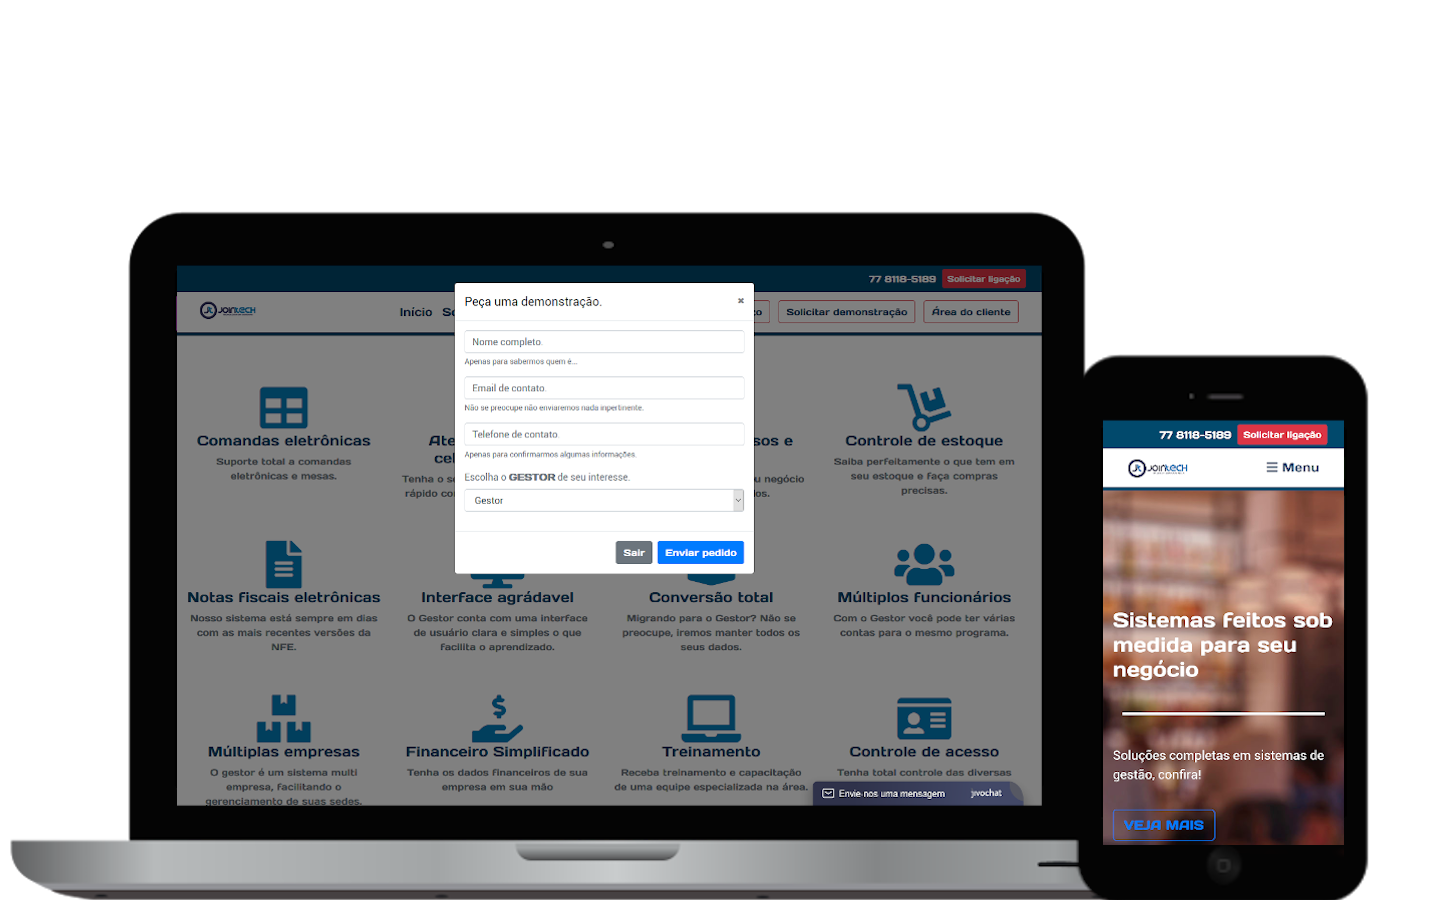 77 8118-5189 Solicitar ligação
JOINTECH
Início
to
Solicitar demonstração
Área do cliente
Peça uma demonstração.
×
Nome completo.
Apenas para sabermos quem é...
Email de contato.
Não se preocupe não enviaremos nada inpertinente.
Telefone de contato
Apenas para confirmarmos algumas informações.
Escolha o GESTOR de seu interesse.
Gestor
Sair
Enviar pedido
Comandas eletrônicas
Suporte total a comandas
eletrônicas e mesas.
Ate
cel
Tenha o s
rápido co
sos e
u negócio
os.
Controle de estoque
Saiba perfeitamente o que tem em
seu estoque e faça compras
precisas.
Notas fiscais eletrônicas
Nosso sistema está sempre em dias
com as mais recentes versões da
NFE.
Interface agrádavel
O Gestor conta com uma interface
de usuário clara e simples o que
facilita o aprendizado.
Conversão total
Migrando para o Gestor? Não se
preocupe, iremos manter todos os
seus dados.
Múltiplos funcionários
Com o Gestor você pode ter várias
contas para o mesmo programa.
Múltiplas empresas
O gestor é um sistema multi
empresa, facilitando o
gerenciamento de suas sedes.
Financeiro Simplificado
Tenha os dados financeiros de sua
empresa em sua mão
Treinamento
Receba treinamento e capacitação
de uma equipe especializada na área.
Controle de acesso
Tenha total controle das diversas
Envie-nos uma mensagem
jivochat
77 8118-5189 Solicitar ligação
JOINTECH
Menu
Sistemas feitos sob
medida para seu
negócio
Soluções completas em sistemas de
gestão, confira!
VEJA MAIS